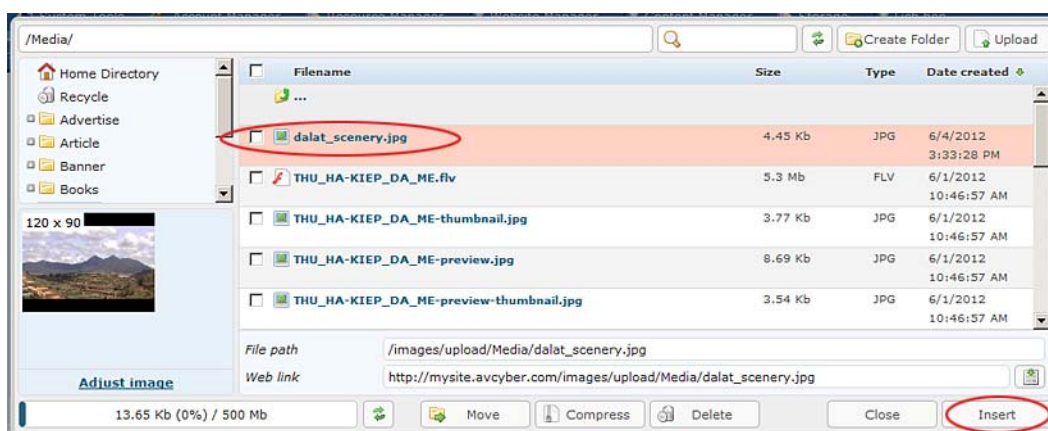 /Media/
Create Folder
Upload
Home Directory
Recycle
Advertise
Article
Banner
Books
Filename Size Type Date created
...
dalat_scenery.jpg 4.45 Kb JPG 6/4/2012
3:33:28 PM
THU_HA-KIEP_DA_ME.flv 5.3 Mb FLV 6/1/2012
10:46:57 AM
THU_HA-KIEP_DA_ME-thumbnail.jpg 3.77 Kb JPG 6/1/2012
10:46:57 AM
THU_HA-KIEP_DA_ME-preview.jpg 8.69 Kb JPG 6/1/2012
10:46:57 AM
THU_HA-KIEP_DA_ME-preview-thumbnail.jpg 3.54 Kb JPG 6/1/2012
10:46:57 AM
120 x 90
Adjust image
File path /images/upload/Media/dalat_scenery.jpg
Web link http://mysite.avcyber.com/images/upload/Media/dalat_scenery.jpg
13.65 Kb (0%) / 500 Mb
Move
Compress
Delete
Close
Insert